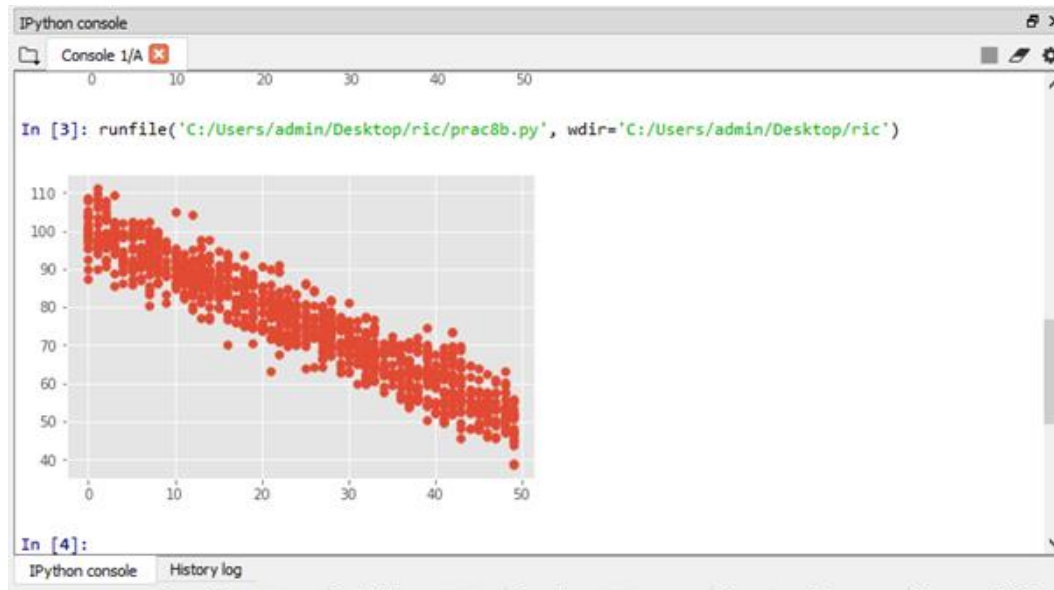 IPython console
Console 1/A
0 10 20 30 40 50
In [3]: runfile('C:/Users/admin/Desktop/ric/prac8b.py', wdir='C:/Users/admin/Desktop/ric')
110
100
90
80
70
60
50
40
0 10 20 30 40 50
In [4]:
IPython console History log